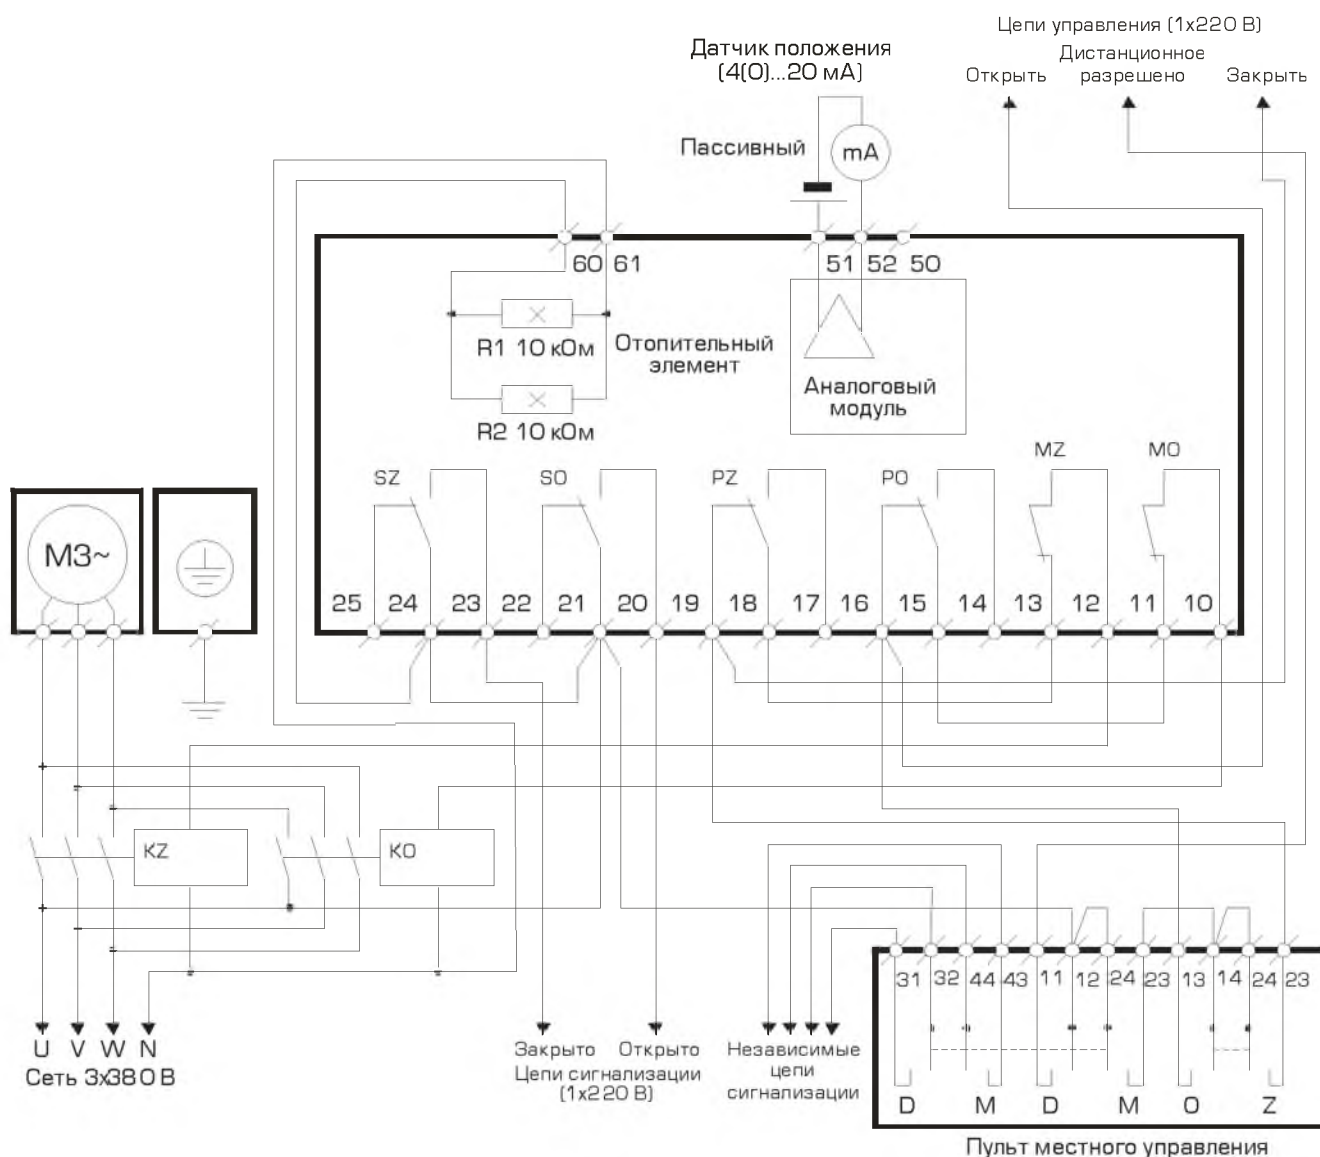 Цепи управления (1х220 В)
Датчик положения
(4(0)...20 мА)
Дистанционное
Открыть
разрешено
Закрыть
Пассивный
mA
60 61
51 52 50
R1 10 кОм
Отопительный
элемент
R2 10 кОм
Аналоговый
модуль
SZ
SO
PZ
PO
MZ
MO
M3~
25 24 23 22 21 20 19 18 17 16 15 14 13 12 11 10
KZ
KO
31 32 44 43 11 12 24 23 13 14 24 23
U V W N
Сеть 3х380 В
Закрыто Открыто
Цепи сигнализации
(1х220 В)
Независимые
цепи
сигнализации
D M D M O Z
Пульт местного управления